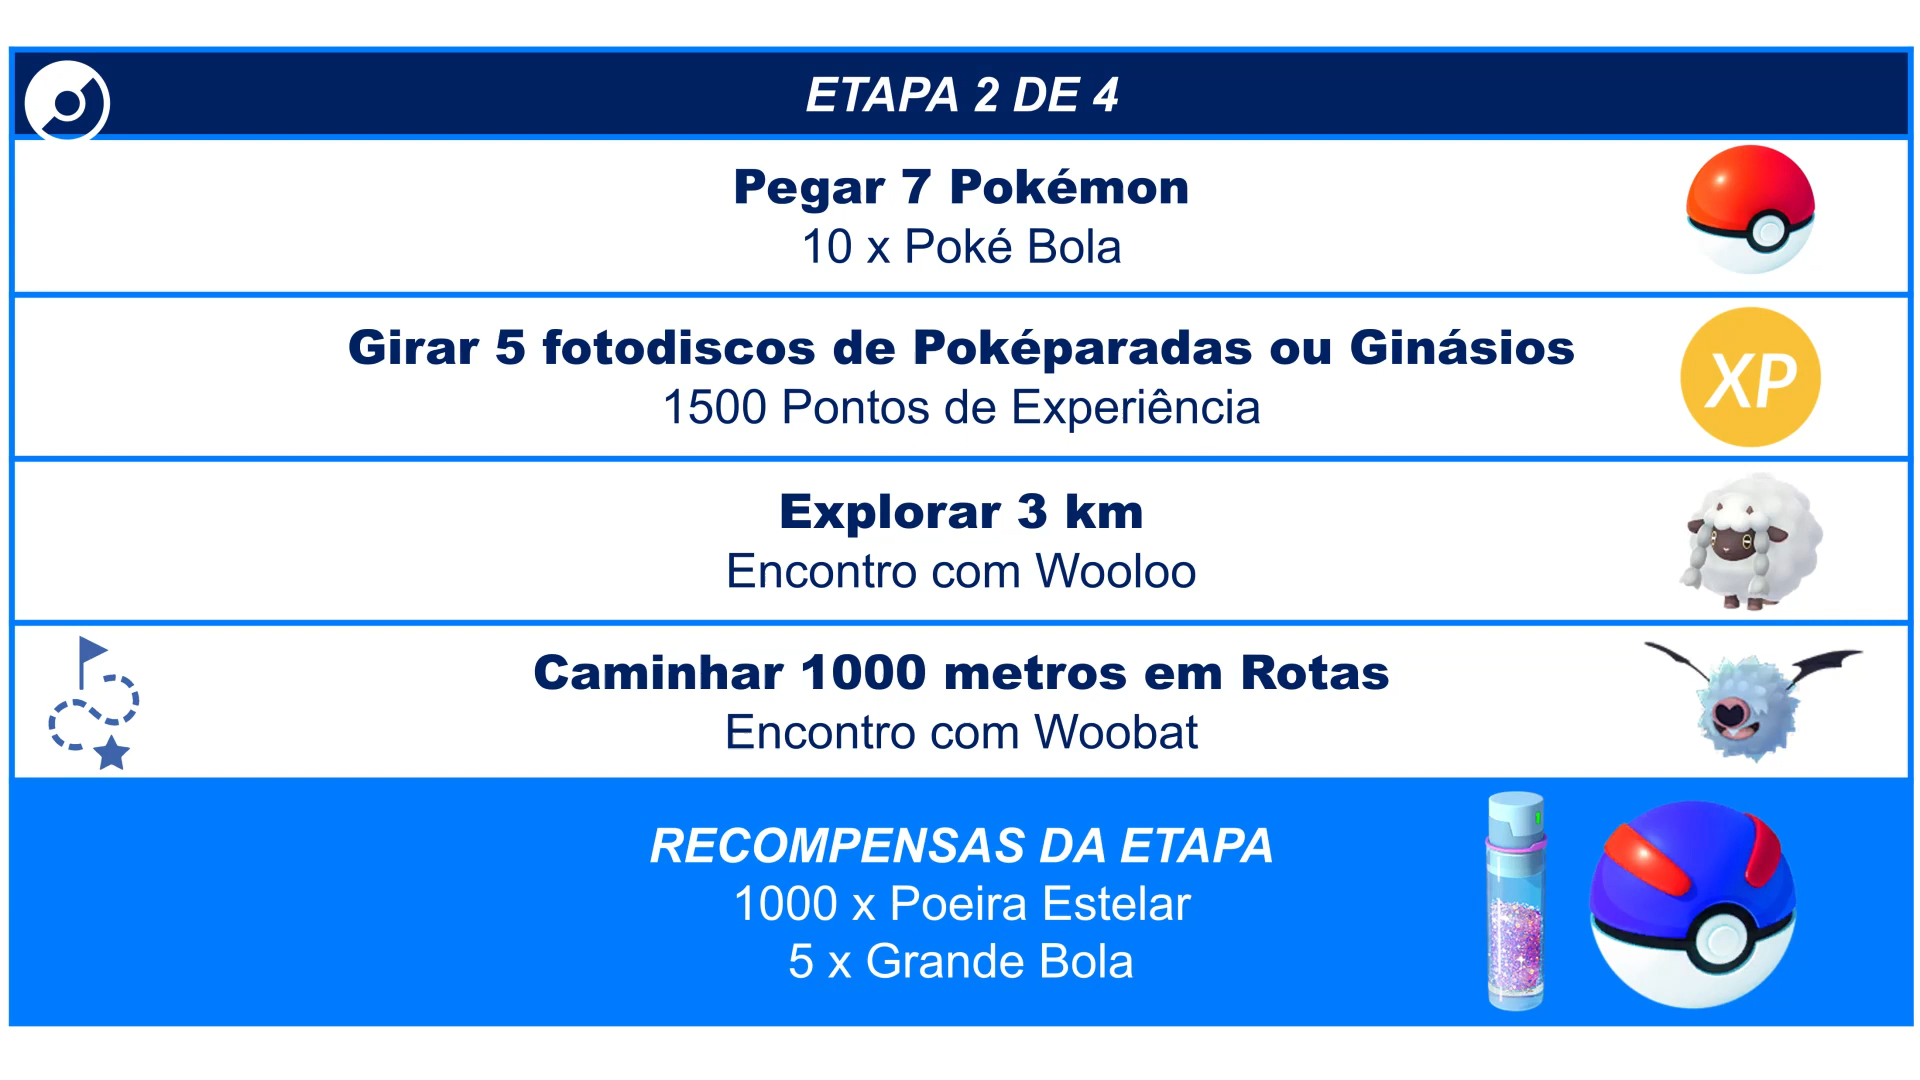 ETAPA 2 DE 4
Pegar 7 Pokémon
10 x Poké Bola
Girar 5 fotodiscos de Poképaradas ou Ginásios
1500 Pontos de Experiência
XP
Explorar 3 km
Encontro com Wooloo
Caminhar 1000 metros em Rotas
Encontro com Woobat
RECOMPENSAS DA ETAPA
1000 x Poeira Estelar
5 x Grande Bola